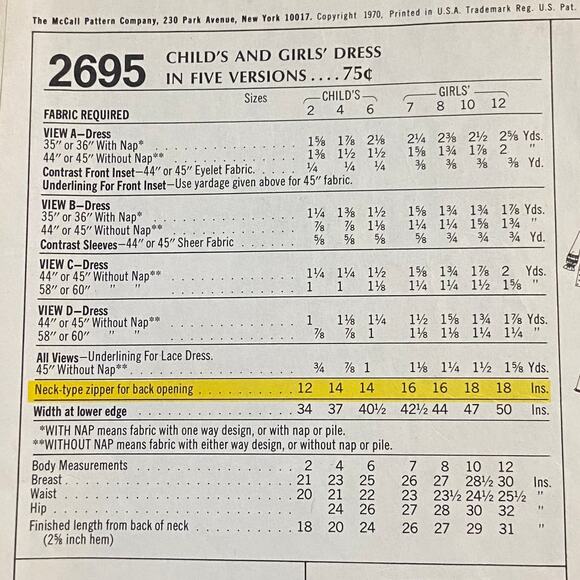 The McCall Pattern Company, 230 Park Avenue, New York 10017. Copyright 1970, Printed in U.S.A. Trademark Reg. U.S. Pat.
2695 CHILD'S AND GIRLS' DRESS
IN FIVE VERSIONS .... 75¢
Sizes CHILD'S GIRLS'
FABRIC REQUIRED 2 4 6 7 8 10 12
VIEW A—Dress
35" or 36" With Nap* 1⅝ 1⅞ 2⅛ 2¼ 2⅜ 2½ 2⅝ Yds.
44" or 45" Without Nap** 1⅜ 1½ 1½ 1⅝ 1¾ 1⅞ 2 "
Contrast Front Inset—44" or 45" Eyelet Fabric. ¼ ¼ ¼ ⅜ ⅜ ⅜ ⅜ Yd.
Underlining For Front Inset—Use yardage given above for 45" fabric.
VIEW B—Dress
35" or 36" With Nap* 1¼ 1⅜ 1½ 1⅝ 1¾ 1¾ 1⅞ Yds.
44" or 45" Without Nap** ⅞ ⅞ 1⅛ 1¼ 1¼ 1⅝ 1¾ "
Contrast Sleeves—44" or 45" Sheer Fabric ⅝ ⅝ ⅝ ⅝ ¾ ¾ ¾ Yd.
VIEW C—Dress
44" or 45" Without Nap** 1¼ 1¼ 1½ 1⅝ 1¾ 1⅞ 2 Yds.
58" or 60" " " 1 1 1⅛ 1¼ 1¼ 1½ 1⅝ "
VIEW D—Dress
44" or 45" Without Nap** 1 1⅛ 1¼ 1½ 1⅝ 1¾ 1⅞ Yds.
58" or 60" " " ⅞ ⅞ 1 1⅛ 1⅛ 1¼ 1¼ "
All Views—Underlining For Lace Dress.
45" Without Nap** ¾ ⅞ 1 1⅛ 1¼ 1½ 1⅝ Yds.
Neck-type zipper for back opening 12 14 14 16 16 18 18 Ins.
Width at lower edge 34 37 40½ 42½ 44 47 50 Ins.
*WITH NAP means fabric with one way design, or with nap or pile.
**WITHOUT NAP means fabric with either way design, or without nap or pile.
Body Measurements 2 4 6 7 8 10 12
Breast 21 23 25 26 27 28½ 30 Ins.
Waist 20 21 22 23 23½ 24½ 25½ "
Hip 24 26 27 28 30 32 "
Finished length from back of neck 18 20 24 26 27 29 31 "
(2⅝ inch hem)